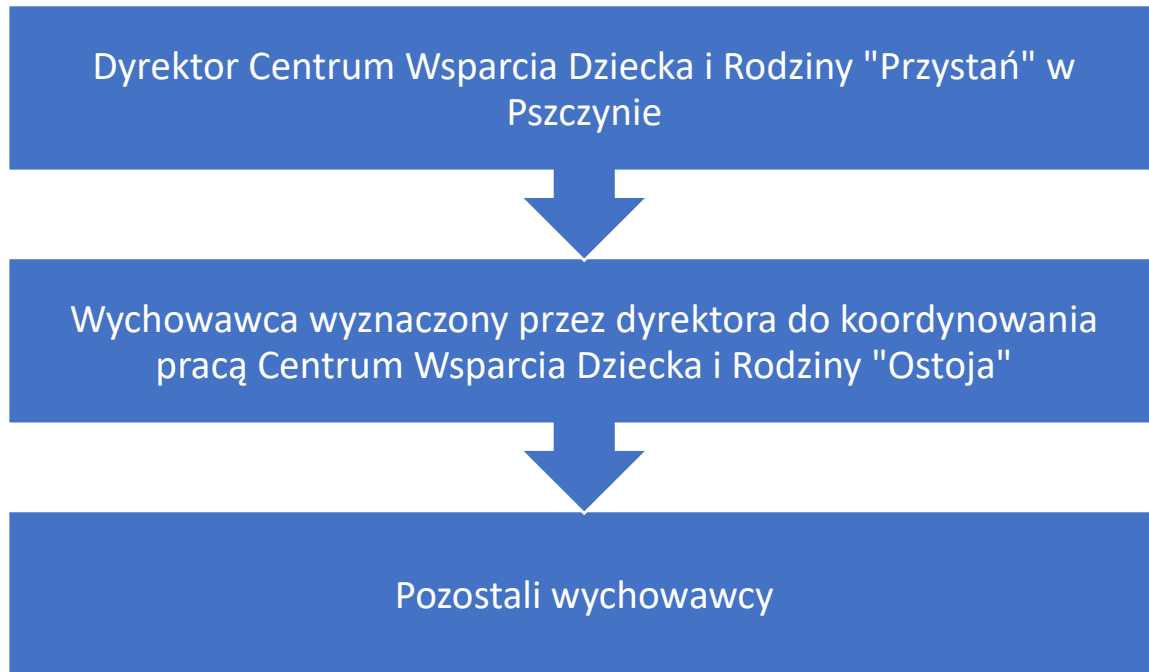 Dyrektor Centrum Wsparcia Dziecka i Rodziny "Przystań" w
Pszczynie
Wychowawca wyznaczony przez dyrektora do koordynowania
pracą Centrum Wsparcia Dziecka i Rodziny "Ostoja"
Pozostali wychowawcy